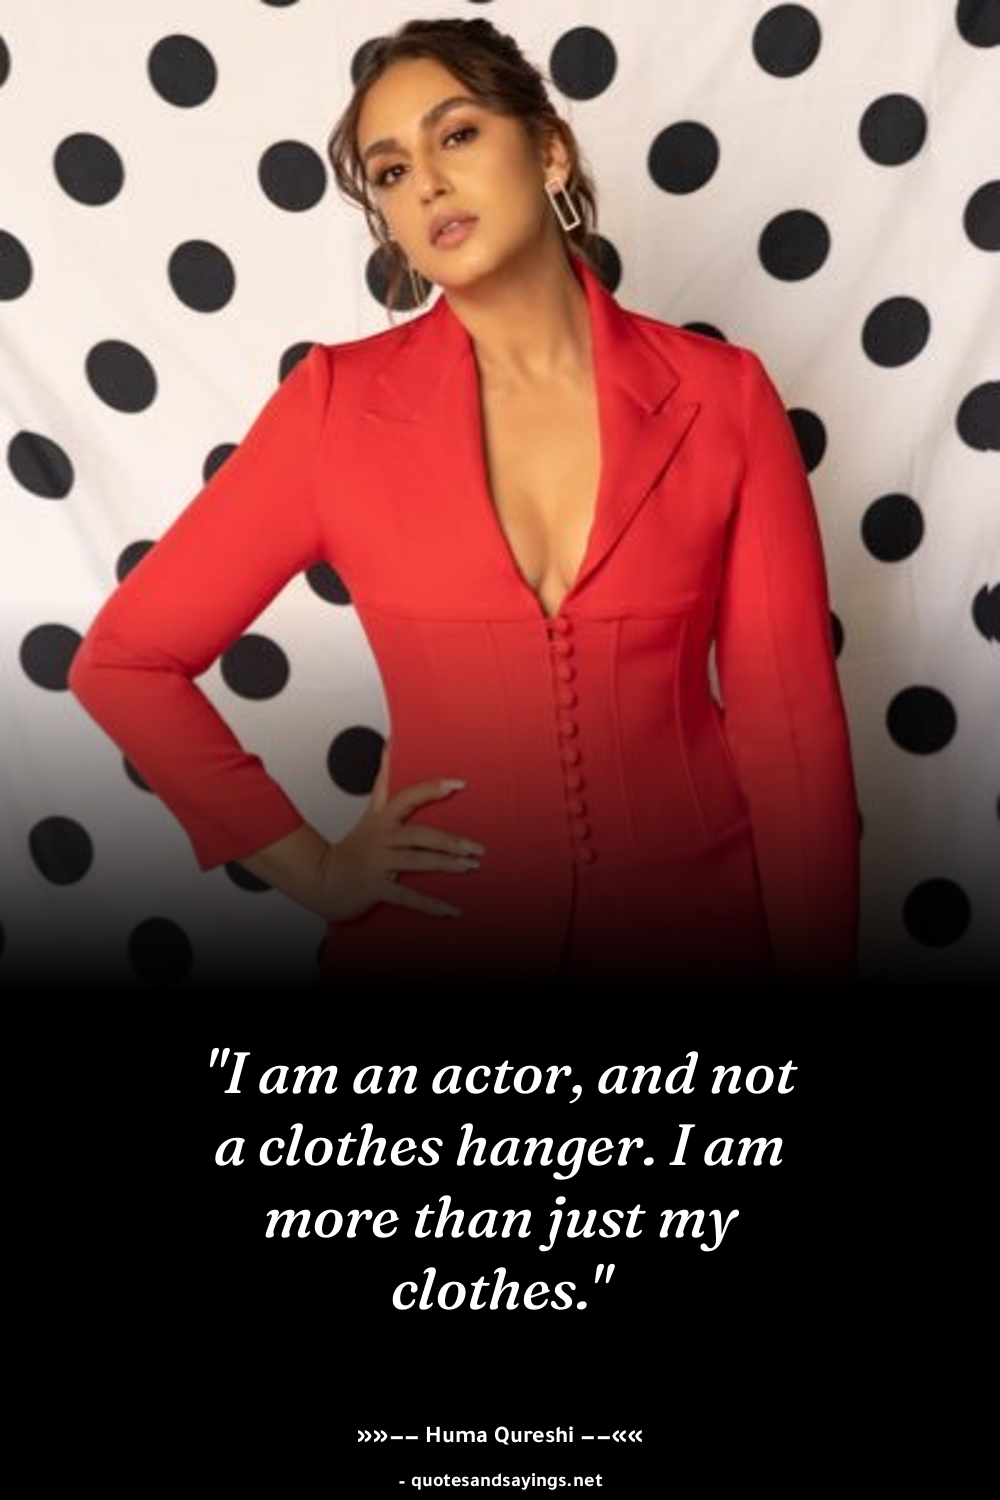 "I am an actor, and not
a clothes hanger. I am
more than just my
clothes."
»»−− Huma Qureshi −−««
- quotesandsayings.net